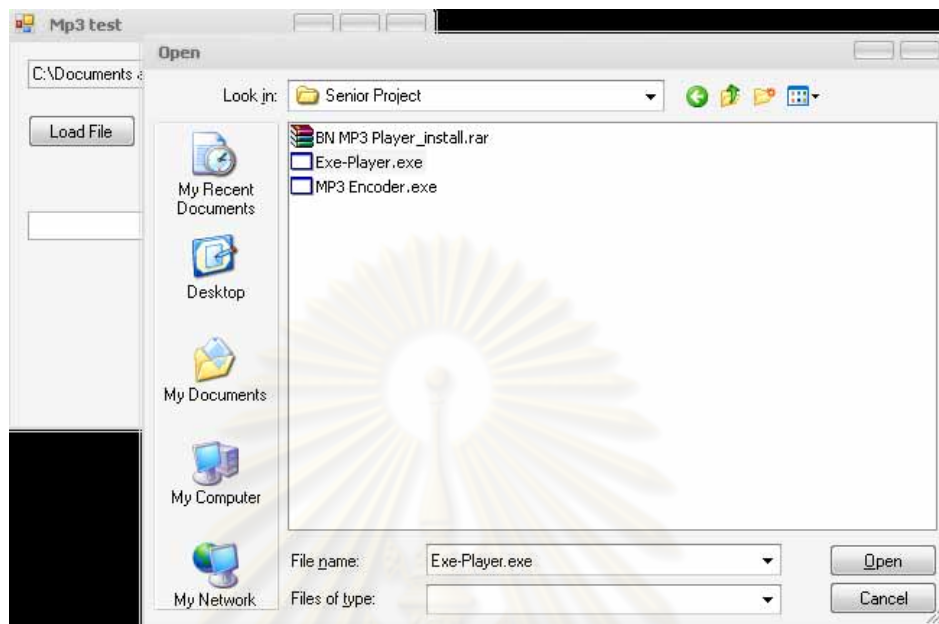 Mp3 test
Open
C:\Documents a
Load File
Look in:
Senior Project
BN MP3 Player_install.rar
Exe-Player.exe
MP3 Encoder.exe
My Recent
Documents
Desktop
My Documents
My Computer
My Network
File name:
Exe-Player.exe
Open
Files of type:
Cancel